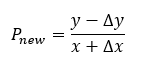 P_new = (y − Δy) / (x + Δx)